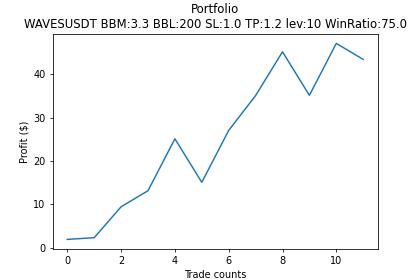 Portfolio
WAVESUSDT BBM:3.3 BBL:200 SL:1.0 TP:1.2 lev:10 WinRatio:75.0
40
30
20
10
0
Profit ($)
0 2 4 6 8 10
Trade counts